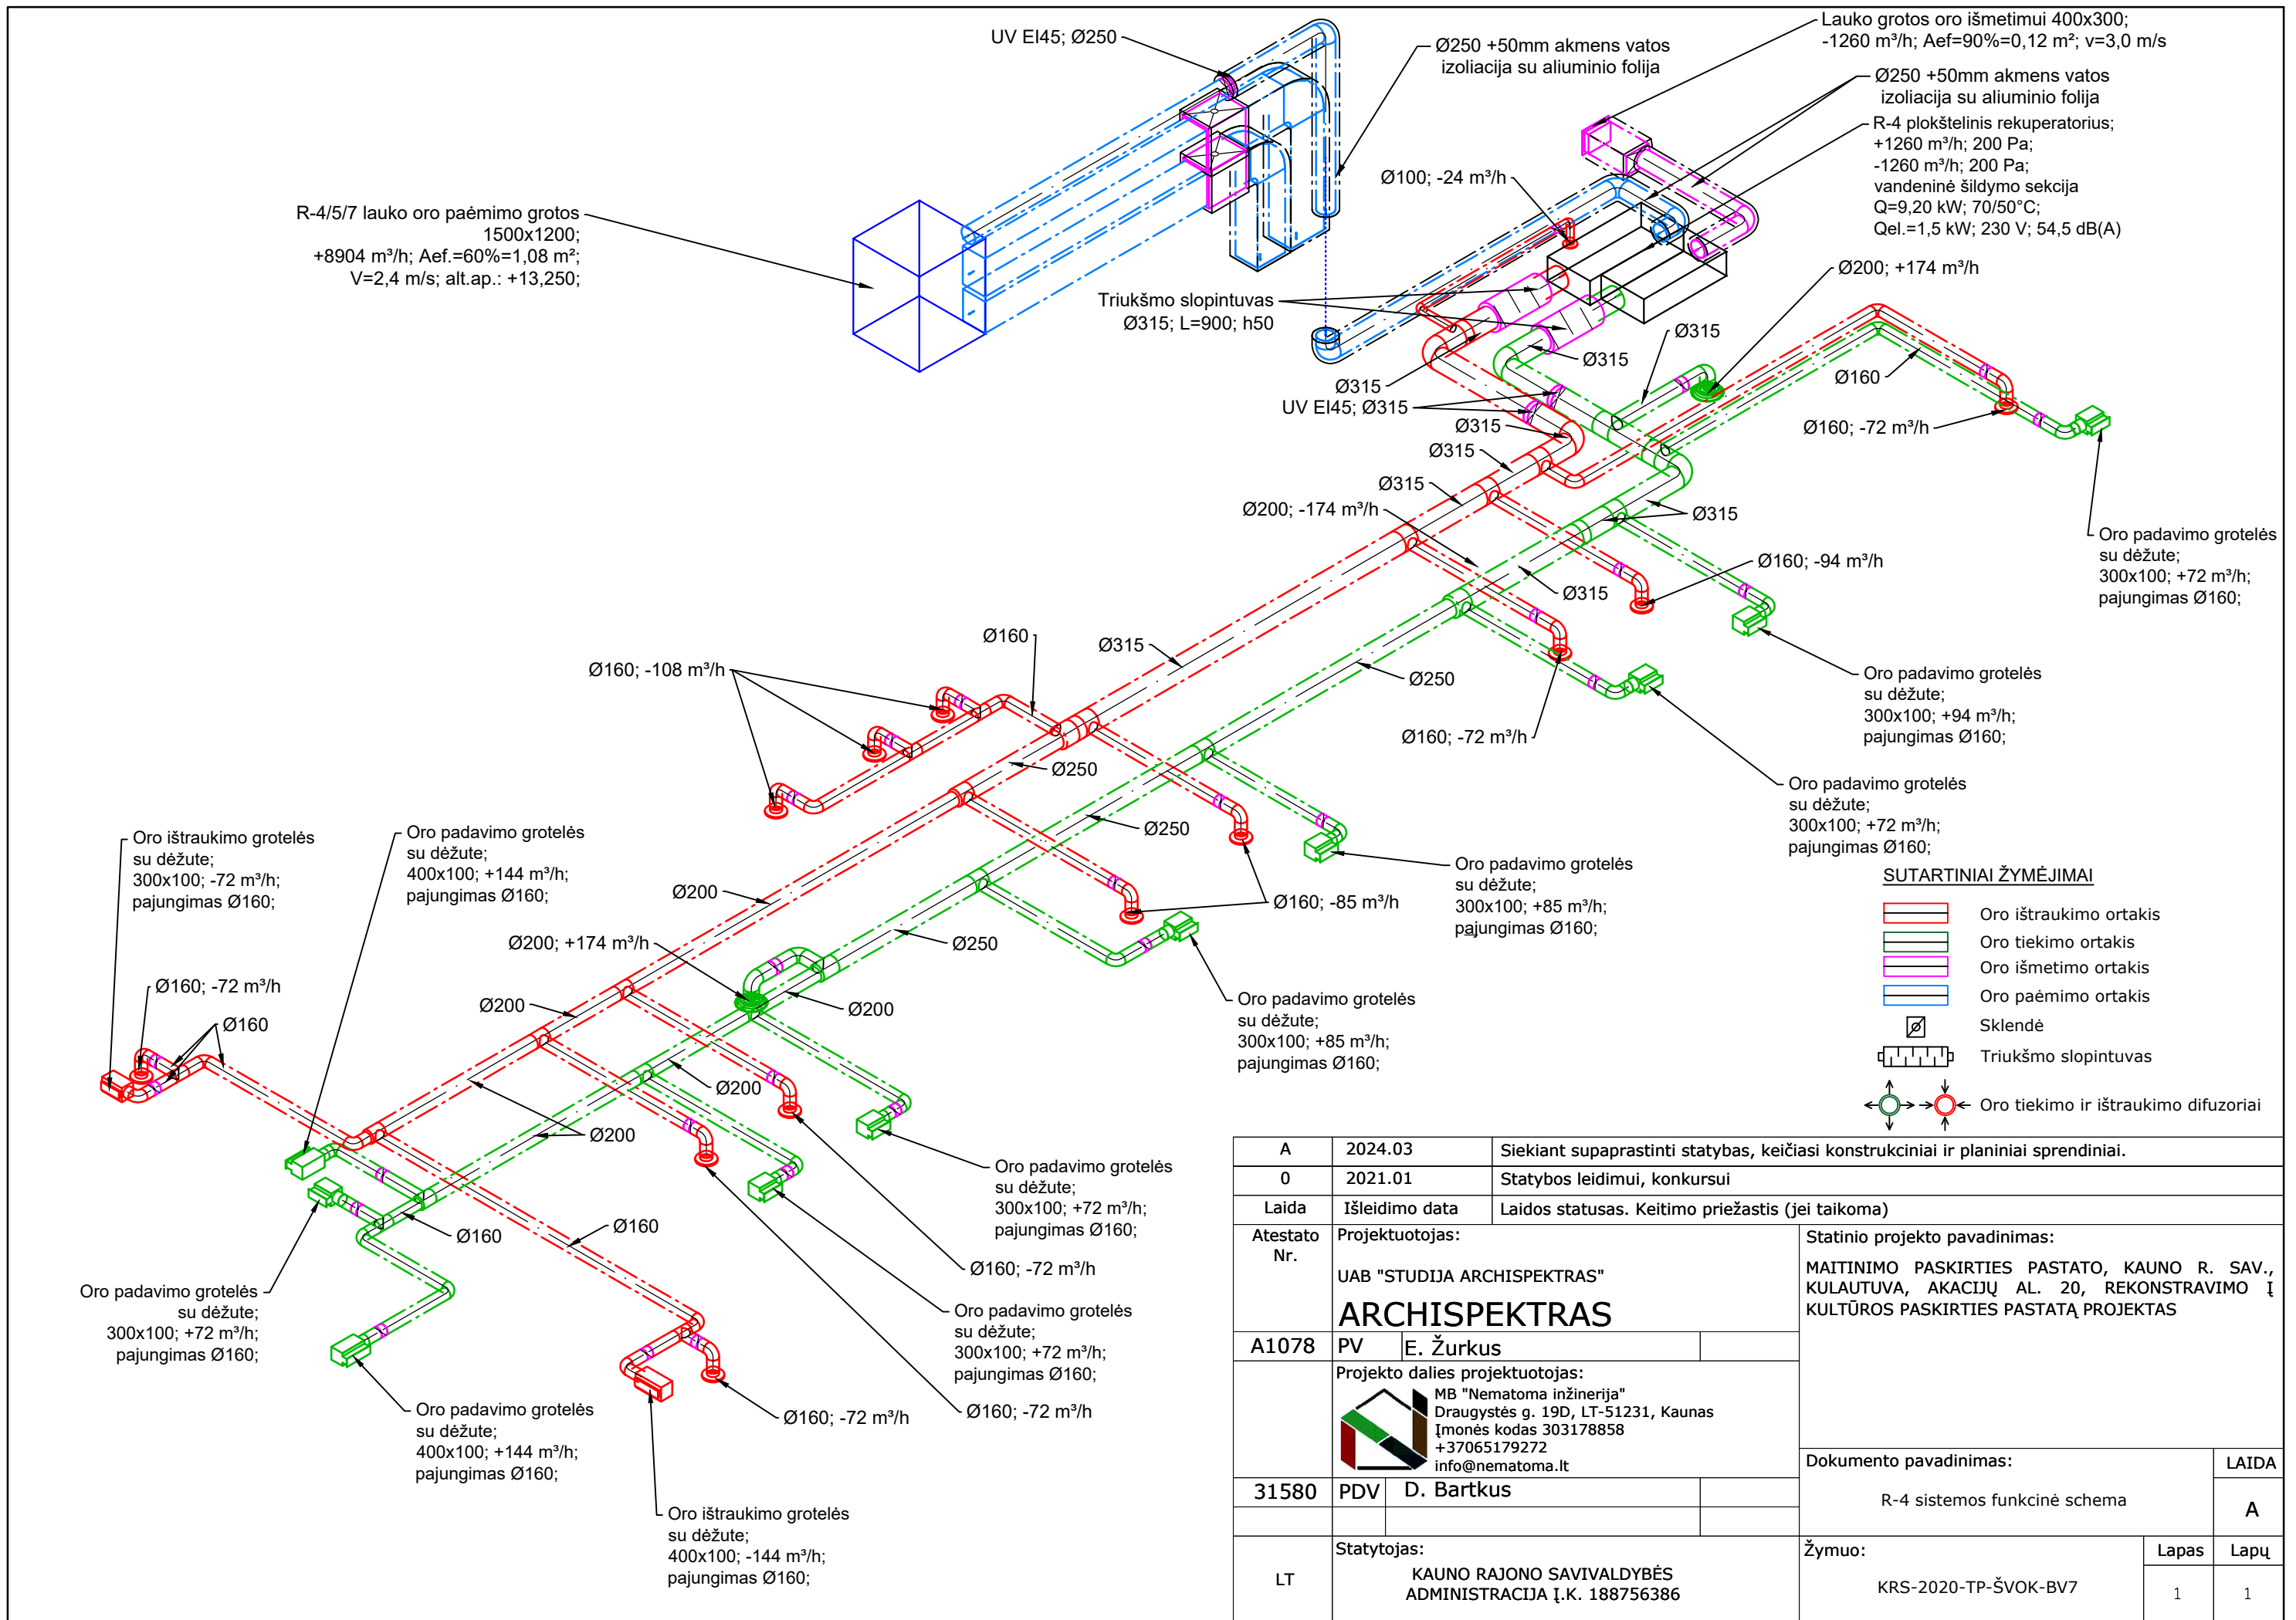 UV EI45; Ø250
Ø250 +50mm akmens vatos
izoliacija su aliuminio folija
Lauko grotos oro išmetimui 400x300;
-1260 m³/h; Aef=90%=0,12 m²; v=3,0 m/s
Ø250 +50mm akmens vatos
izoliacija su aliuminio folija
R-4 plokštelinis rekuperatorius;
+1260 m³/h; 200 Pa;
-1260 m³/h; 200 Pa;
vandeninė šildymo sekcija
Q=9,20 kW; 70/50°C;
Qel.=1,5 kW; 230 V; 54,5 dB(A)
Ø100; -24 m³/h
R-4/5/7 lauko oro paėmimo grotos
1500x1200;
+8904 m³/h; Aef.=60%=1,08 m²;
V=2,4 m/s; alt.ap.: +13,250;
Triukšmo slopintuvas
Ø315; L=900; h50
Ø200; +174 m³/h
Ø315
Ø315
Ø315
UV EI45; Ø315
Ø160
Ø160; -72 m³/h
Ø315
Ø315
Ø315
Ø200; -174 m³/h
Ø315
Ø160; -94 m³/h
Ø315
Oro padavimo grotelės
su dėžute;
300x100; +72 m³/h;
pajungimas Ø160;
Ø160
Ø315
Ø160; -108 m³/h
Ø250
Ø160; -72 m³/h
Oro padavimo grotelės
su dėžute;
300x100; +94 m³/h;
pajungimas Ø160;
Ø250
Ø250
Oro padavimo grotelės
su dėžute;
300x100; +72 m³/h;
pajungimas Ø160;
Oro ištraukimo grotelės
su dėžute;
300x100; -72 m³/h;
pajungimas Ø160;
Oro padavimo grotelės
su dėžute;
400x100; +144 m³/h;
pajungimas Ø160;
Ø200
Ø160; -85 m³/h
Oro padavimo grotelės
su dėžute;
300x100; +85 m³/h;
pajungimas Ø160;
Ø200; +174 m³/h
Ø250
Ø160; -72 m³/h
Ø160
Ø200
Ø200
Oro padavimo grotelės
su dėžute;
300x100; +85 m³/h;
pajungimas Ø160;
Ø200
Ø200
Ø160
Ø160
Oro padavimo grotelės
su dėžute;
300x100; +72 m³/h;
pajungimas Ø160;
Ø160; -72 m³/h
Oro padavimo grotelės
su dėžute;
300x100; +72 m³/h;
pajungimas Ø160;
Oro padavimo grotelės
su dėžute;
300x100; +72 m³/h;
pajungimas Ø160;
Ø160; -72 m³/h
Ø160; -72 m³/h
Oro padavimo grotelės
su dėžute;
400x100; +144 m³/h;
pajungimas Ø160;
Oro ištraukimo grotelės
su dėžute;
400x100; -144 m³/h;
pajungimas Ø160;
SUTARTINIAI ŽYMĖJIMAI
Oro ištraukimo ortakis
Oro tiekimo ortakis
Oro išmetimo ortakis
Oro paėmimo ortakis
Sklendė
Triukšmo slopintuvas
Oro tiekimo ir ištraukimo difuzoriai
A 2024.03 Siekiant supaprastinti statybas, keičiasi konstrukciniai ir planiniai sprendiniai.
0 2021.01 Statybos leidimui, konkursui
Laida Išleidimo data Laidos statusas. Keitimo priežastis (jei taikoma)
Atestato
Nr.
Projektuotojas:
UAB "STUDIJA ARCHISPEKTRAS"
ARCHISPEKTRAS
Statinio projekto pavadinimas:
MAITINIMO PASKIRTIES PASTATO, KAUNO R. SAV.,
KULAUTUVA, AKACIJŲ AL. 20, REKONSTRAVIMO Į
KULTŪROS PASKIRTIES PASTATĄ PROJEKTAS
A1078 PV E. Žurkus
Projekto dalies projektuotojas:
MB "Nematoma inžinerija"
Draugystės g. 19D, LT-51231, Kaunas
Įmonės kodas 303178858
+37065179272
info@nematoma.lt
31580 PDV D. Bartkus
Dokumento pavadinimas:
R-4 sistemos funkcinė schema
LAIDA
A
LT
Statytojas:
KAUNO RAJONO SAVIVALDYBĖS
ADMINISTRACIJA Į.K. 188756386
Žymuo:
KRS-2020-TP-ŠVOK-BV7
Lapas Lapų
1 1